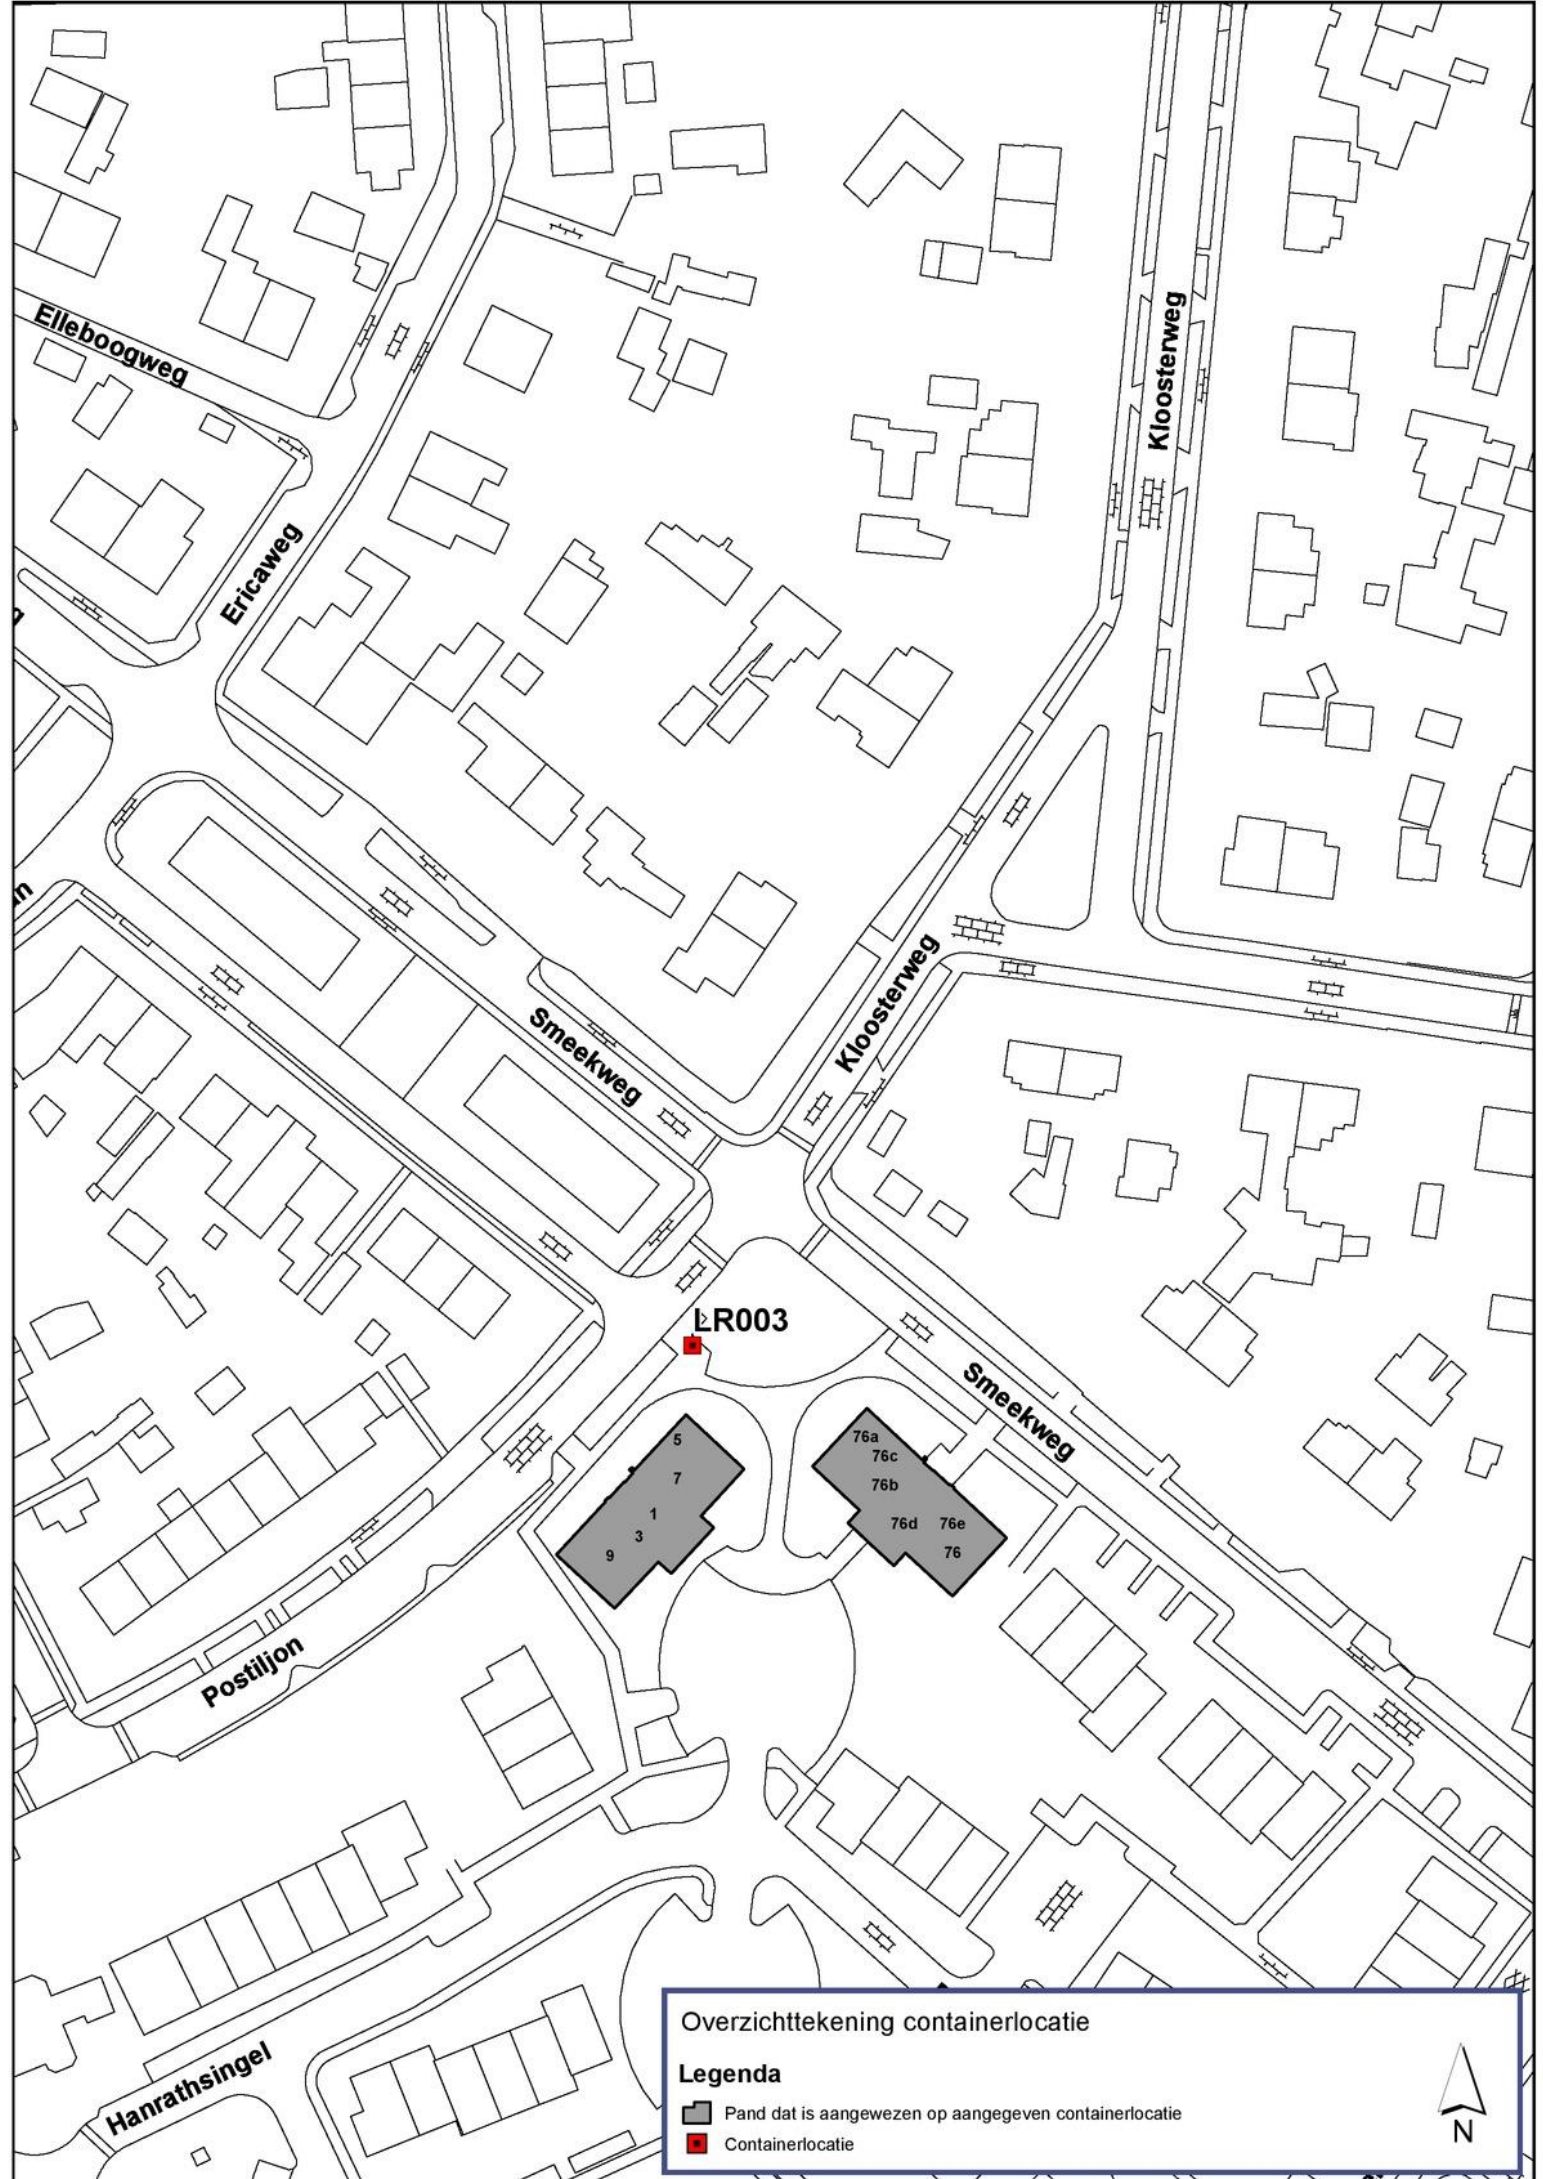 Elleboogweg
Kloosterweg
Ericaweg
Kloosterweg
Smeekweg
LR003
Smeekweg
5
7
1
3
9
76a
76c
76b
76d
76e
76
Postiljon
Hanrathsingel
Overzichttekening containerlocatie
Legenda
Pand dat is aangewezen op aangegeven containerlocatie
Containerlocatie
N